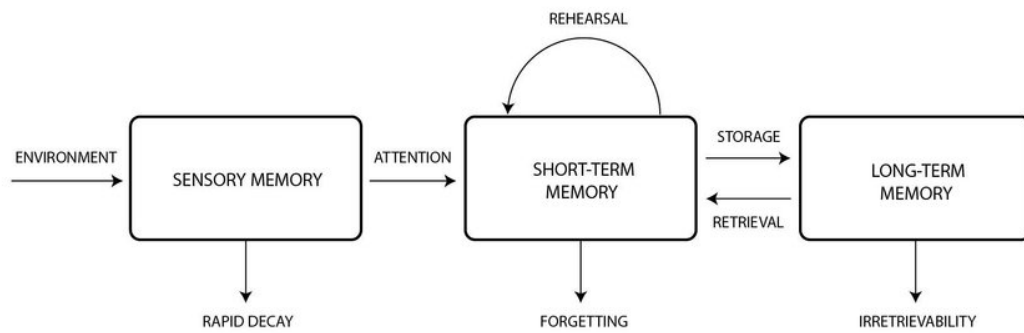 REHEARSAL
ENVIRONMENT
SENSORY MEMORY
ATTENTION
SHORT-TERM
MEMORY
STORAGE
RETRIEVAL
LONG-TERM
MEMORY
RAPID DECAY
FORGETTING
IRRETRIEVABILITY